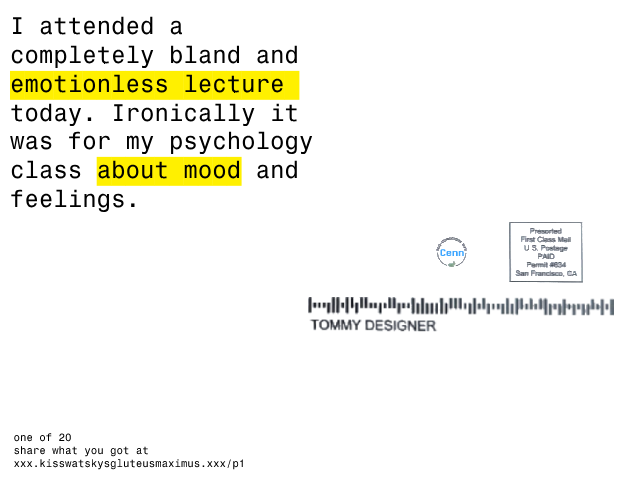 I attended a
completely bland and
emotionless lecture
today. Ironically it
was for my psychology
class about mood and
feelings.
Cenn
Presorted
First Class Mail
U S. Postage
PAID
Permit #634
San Francisco, CA
TOMMY DESIGNER
one of 20
share what you got at
xxx.kisswatskysgluteusmaximus.xxx/p1